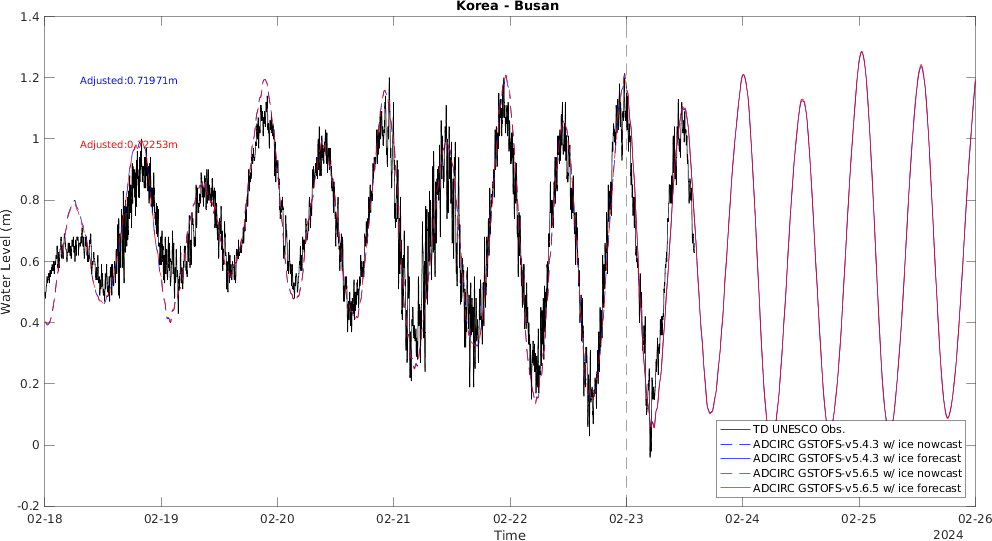 Korea - Busan
1.4
1.2
1
0.8
0.6
0.4
0.2
0
-0.2
Water Level (m)
Adjusted:0.71971m
Adjusted:0.72253m
TD UNESCO Obs.
ADCIRC GSTOFS-v5.4.3 w/ ice nowcast
ADCIRC GSTOFS-v5.4.3 w/ ice forecast
ADCIRC GSTOFS-v5.6.5 w/ ice nowcast
ADCIRC GSTOFS-v5.6.5 w/ ice forecast
02-18 02-19 02-20 02-21 02-22 02-23 02-24 02-25 02-26
Time
2024